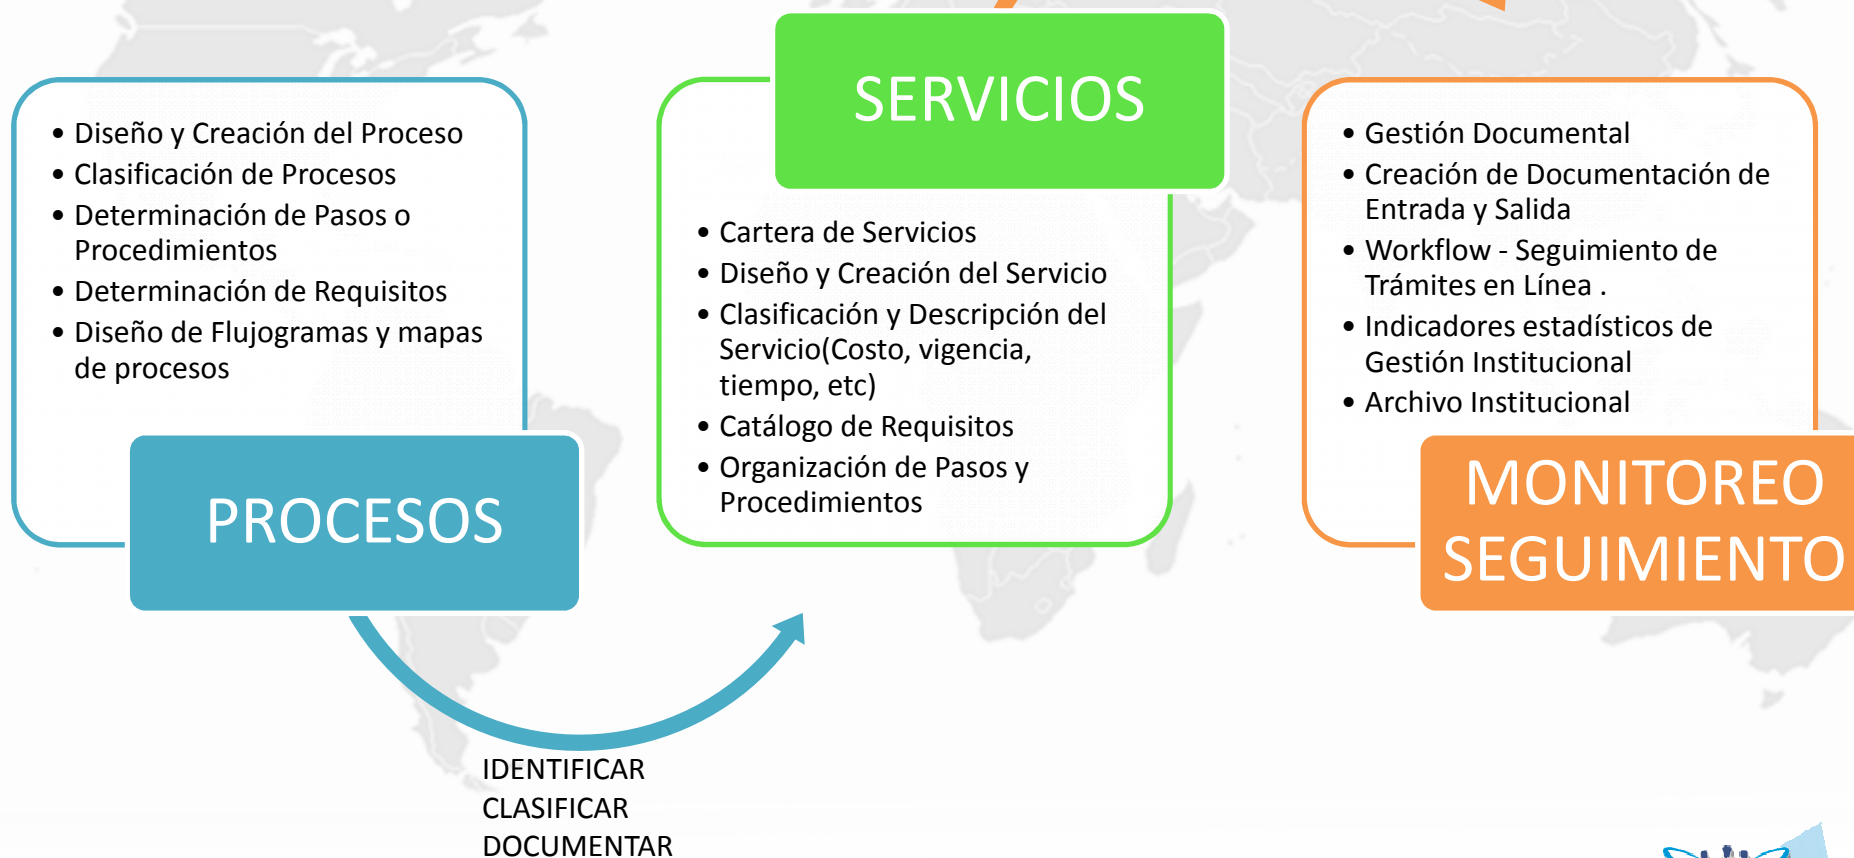 • Diseño y Creación del Proceso
• Clasificación de Procesos
• Determinación de Pasos o
Procedimientos
• Determinación de Requisitos
• Diseño de Flujogramas y mapas
de procesos
PROCESOS
SERVICIOS
• Cartera de Servicios
• Diseño y Creación del Servicio
• Clasificación y Descripción del
Servicio(Costo, vigencia,
tiempo, etc)
• Catálogo de Requisitos
• Organización de Pasos y
Procedimientos
• Gestión Documental
• Creación de Documentación de
Entrada y Salida
• Workflow - Seguimiento de
Trámites en Línea .
• Indicadores estadísticos de
Gestión Institucional
• Archivo Institucional
MONITOREO
SEGUIMIENTO
IDENTIFICAR
CLASIFICAR
DOCUMENTAR